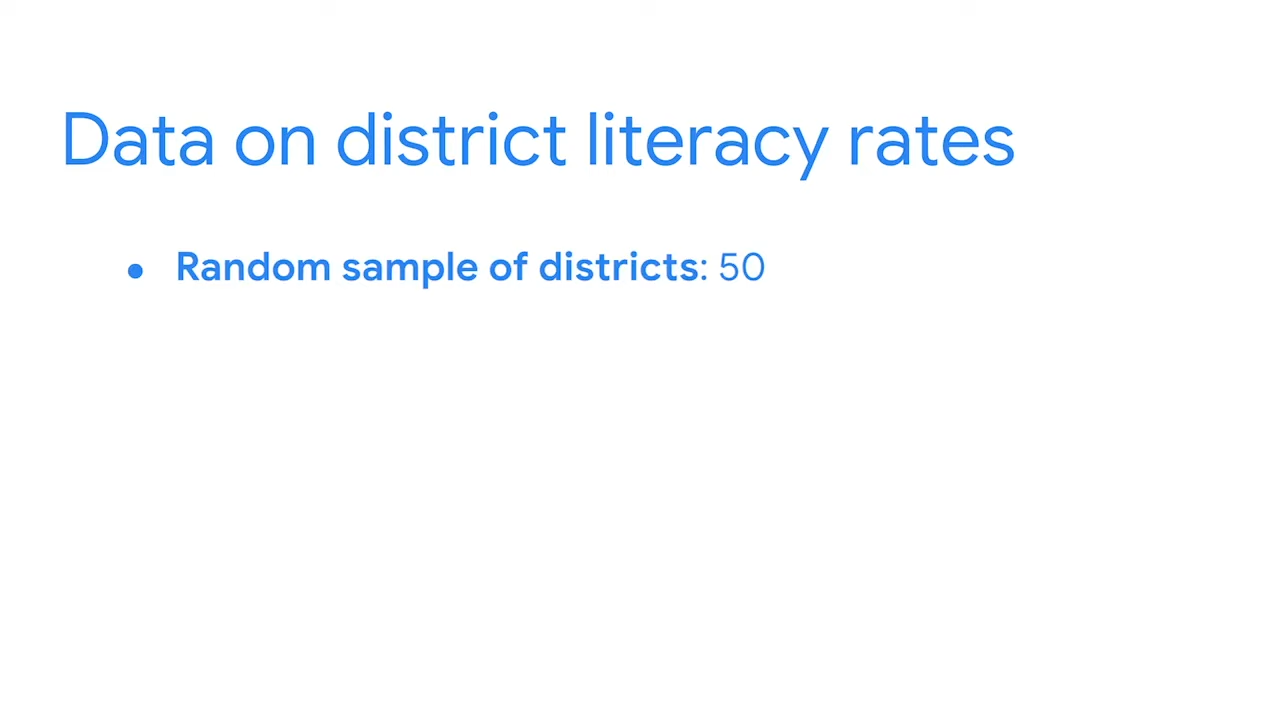 Data on district literacy rates
● Random sample of districts: 50